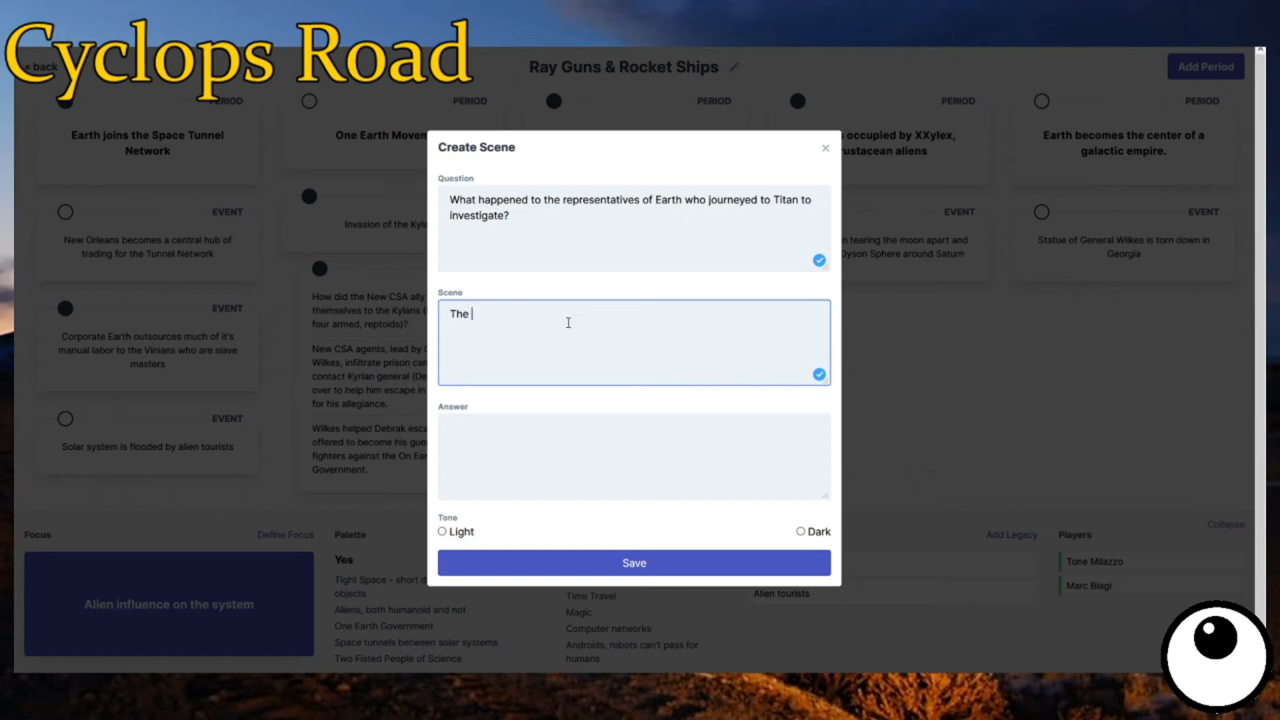 Cyclops Road
« back
Ray Guns & Rocket Ships
Add Period
PERIOD
Earth joins the Space Tunnel
Network
EVENT
New Orleans becomes a central hub of
trading for the Tunnel Network
EVENT
Corporate Earth outsources much of it's
manual labor to the Vinians who are slave
masters
EVENT
Solar system is flooded by alien tourists
PERIOD
One Earth Movem
Invasion of the Kyla
How did the New CSA ally
themselves to the Kylans (
four armed, reptoids)?
New CSA agents, lead by G
Wilkes, infiltrate prison can
contact Kyrlan general (De
over to help him escape in
for his allegiance.
Wilkes helped Debrak esca
offered to become his gue
fighters against the On Ear
Government.
PERIOD
PERIOD
occupied by XXylex,
rustacean aliens
EVENT
n tearing the moon apart and
Dyson Sphere around Saturn
PERIOD
Earth becomes the center of a
galactic empire.
EVENT
Statue of General Wilkes is torn down in
Georgia
Create Scene
×
Question
What happened to the representatives of Earth who journeyed to Titan to
investigate?
Scene
The
Answer
Tone
Light
Dark
Save
Collapse
Focus
Define Focus
Alien influence on the system
Palette
Yes
Tight Space - short d
objects
Aliens, both humanoid and not
One Earth Government
Space tunnels between solar systems
Two Fisted People of Science
Time Travel
Magic
Computer networks
Androids, robots can't pass for
humans
Add Legacy
Alien tourists
Players
Tone Milazzo
Marc Biagi